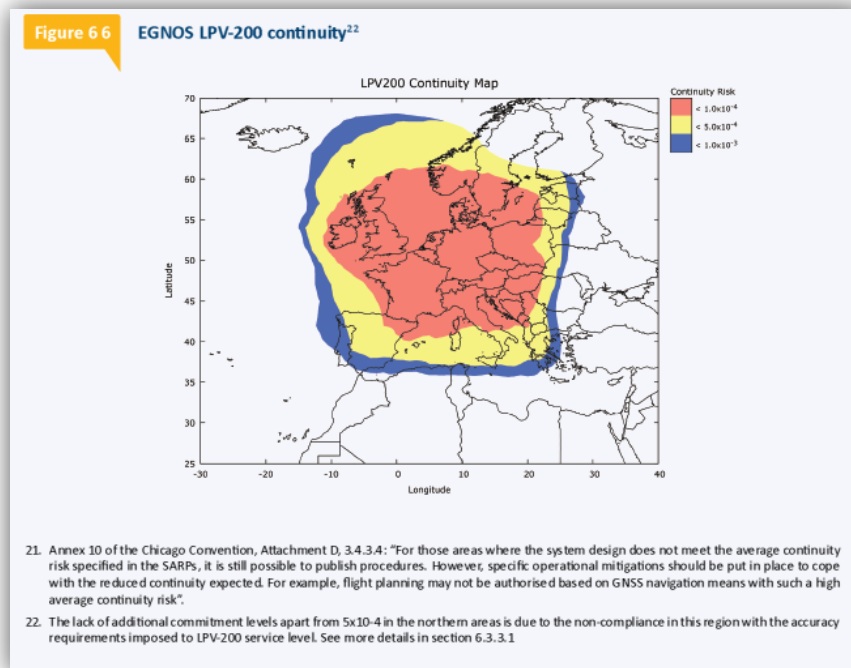 Figure 6 6
EGNOS LPV-200 continuity22
LPV200 Continuity Map
Continuity Risk
< 1.0x10-4
< 5.0x10-4
< 1.0x10-3
70
65
60
55
50
45
40
35
30
25
Latitude
-30
-20
-10
0
10
20
30
40
Longitude
21. Annex 10 of the Chicago Convention, Attachment D, 3.4.3.4: “For those areas where the system design does not meet the average continuity
risk specified in the SARPs, it is still possible to publish procedures. However, specific operational mitigations should be put in place to cope
with the reduced continuity expected. For example, flight planning may not be authorised based on GNSS navigation means with such a high
average continuity risk”.
22. The lack of additional commitment levels apart from 5x10-4 in the northern areas is due to the non-compliance in this region with the accuracy
requirements imposed to LPV-200 service level. See more details in section 6.3.3.1